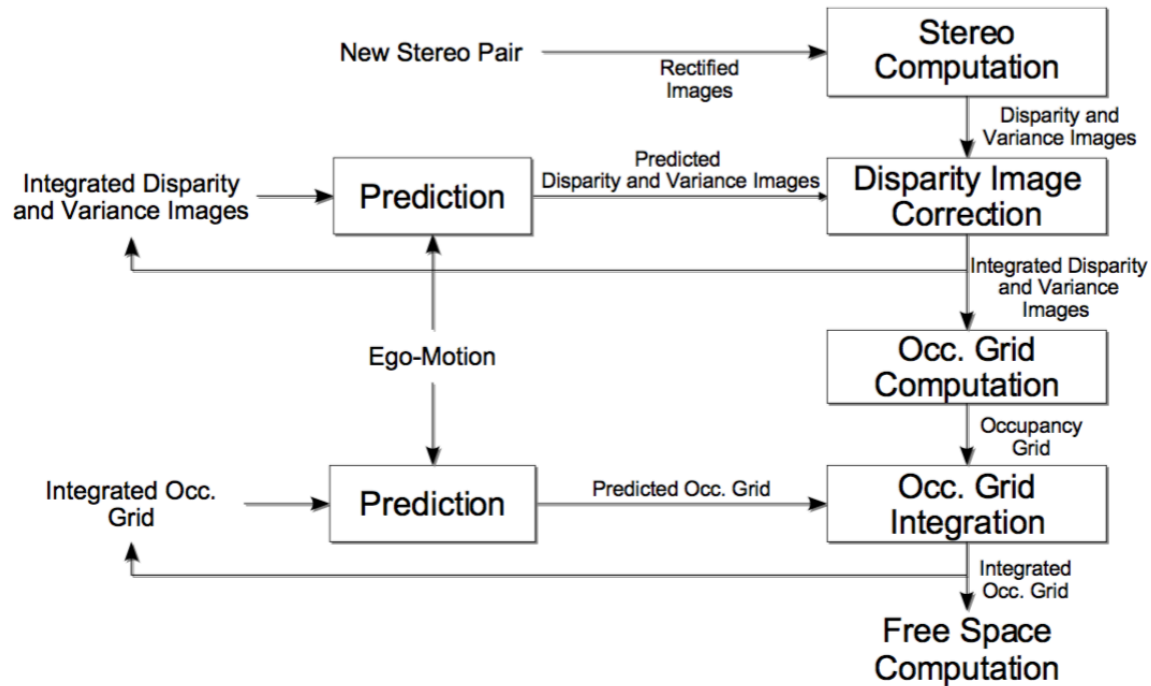 New Stereo Pair
Rectified
Images
Stereo
Computation
Disparity and
Variance Images
Integrated Disparity
and Variance Images
Prediction
Predicted
Disparity and Variance Images
Disparity Image
Correction
Integrated Disparity
and Variance
Images
Ego-Motion
Occ. Grid
Computation
Occupancy
Grid
Integrated Occ.
Grid
Prediction
Predicted Occ. Grid
Occ. Grid
Integration
Integrated
Occ. Grid
Free Space
Computation